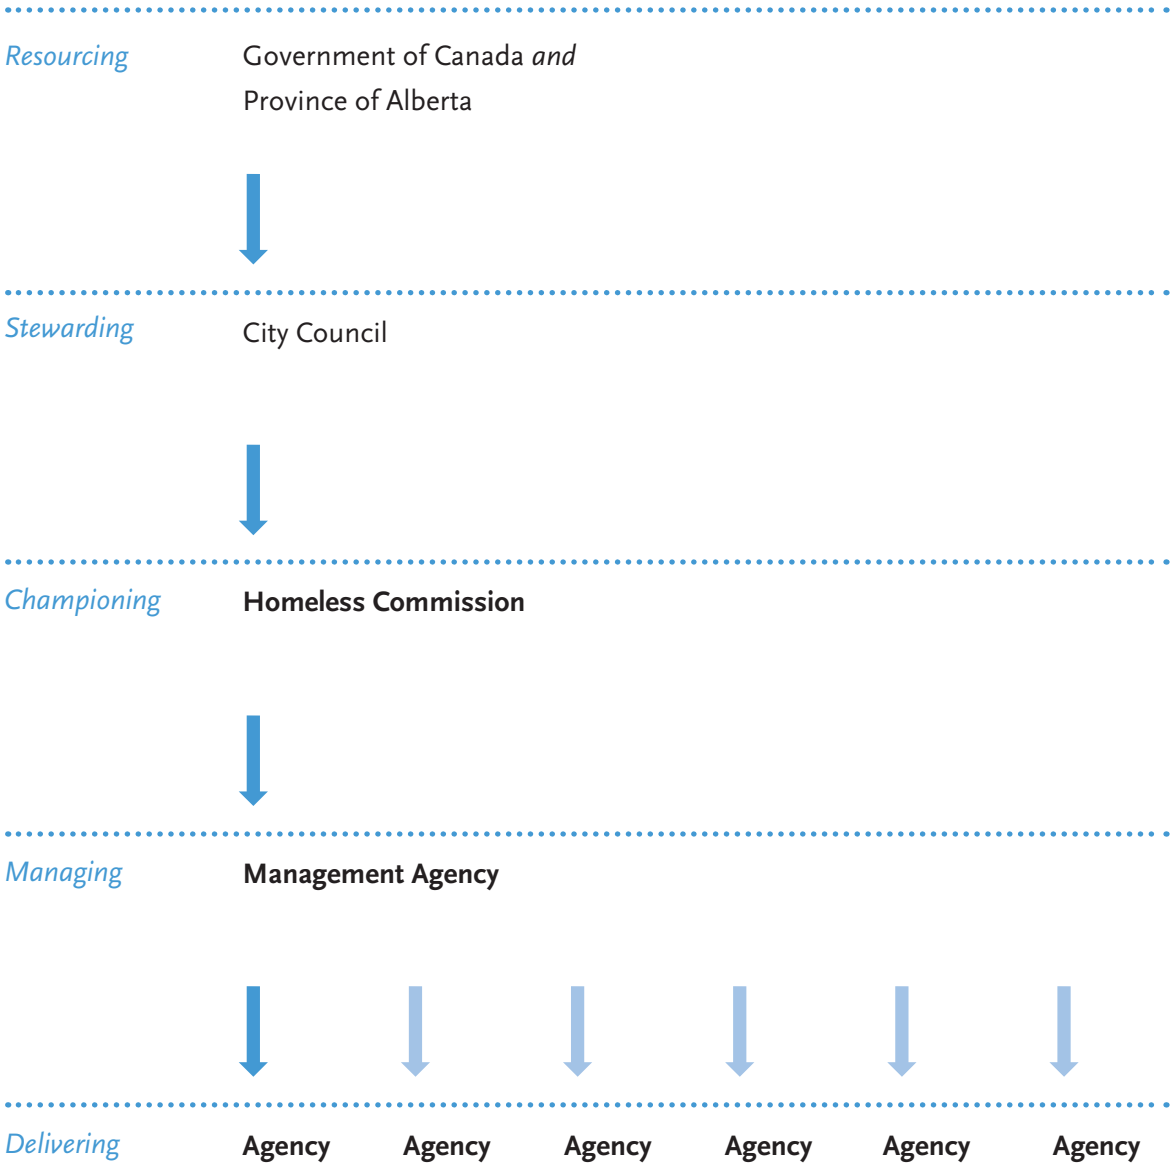 Resourcing Government of Canada and
Province of Alberta
Stewarding City Council
Championing Homeless Commission
Managing Management Agency
Delivering Agency Agency Agency Agency Agency Agency